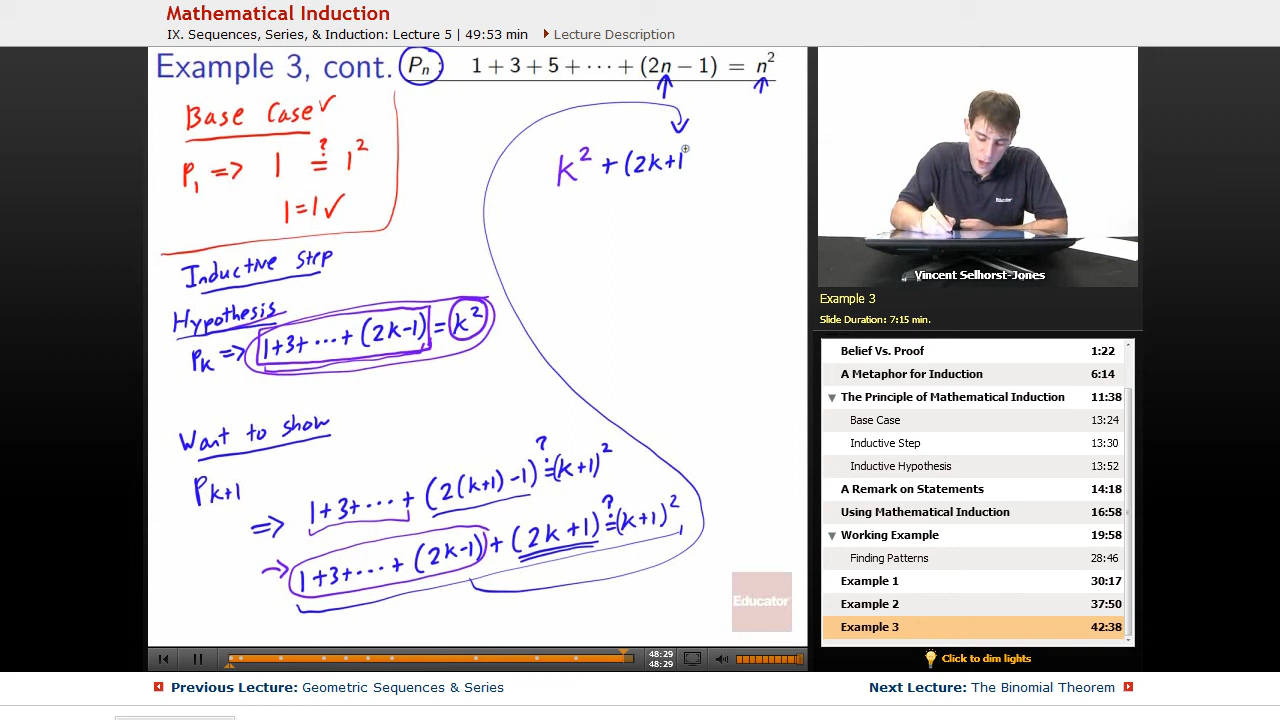 Mathematical Induction
IX. Sequences, Series, & Induction: Lecture 5 | 49:53 min
Lecture Description
Example 3, cont. Pₙ: 1 + 3 + 5 + ⋯ + (2n − 1) = n²
Base Case ✓
P₁ => 1 ≟ 1²
1 = 1 ✓
Inductive Step
Hypothesis
Pₖ => 1+3+ ⋯ + (2k-1) = k²
Want to show
Pₖ₊₁
=> 1+3+ ⋯ + (2(k+1)-1) ≟ (k+1)²
→ 1+3+ ⋯ + (2k-1) + (2k+1) ≟ (k+1)²
k² + (2k+1
Educator
Educator
Vincent Selhorst-Jones
Example 3
Slide Duration: 7:15 min.
Belief Vs. Proof 1:22
A Metaphor for Induction 6:14
The Principle of Mathematical Induction 11:38
Base Case 13:24
Inductive Step 13:30
Inductive Hypothesis 13:52
A Remark on Statements 14:18
Using Mathematical Induction 16:58
Working Example 19:58
Finding Patterns 28:46
Example 1 30:17
Example 2 37:50
Example 3 42:38
48:29
48:29
Click to dim lights
Previous Lecture: Geometric Sequences & Series
Next Lecture: The Binomial Theorem